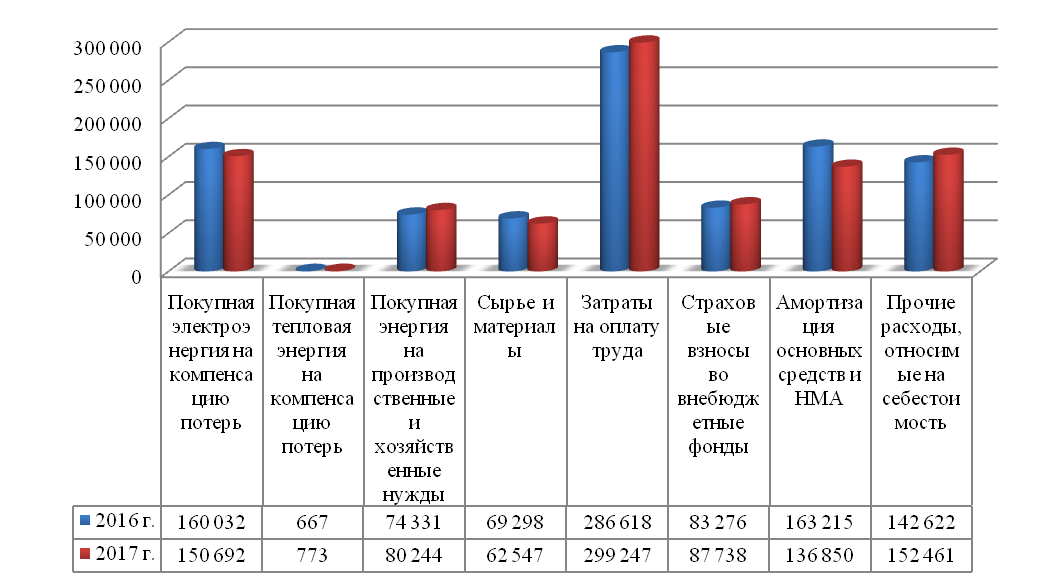 300 000
250 000
200 000
150 000
100 000
50 000
0
Покупная
электроэ
нергия на
компенса
цию
потерь
Покупная
тепловая
энергия
на
компенса
цию
потерь
Покупная
энергия
на
производ
ственные
и
хозяйств
енные
нужды
Сырье и
материал
ы
Затраты
на оплату
труда
Страхов
ые
взносы
во
внебюдж
етные
фонды
Амортиза
ция
основных
средств и
НМА
Прочие
расходы,
относим
ые на
себестои
мость
2016 г. 160 032 667 74 331 69 298 286 618 83 276 163 215 142 622
2017 г. 150 692 773 80 244 62 547 299 247 87 738 136 850 152 461